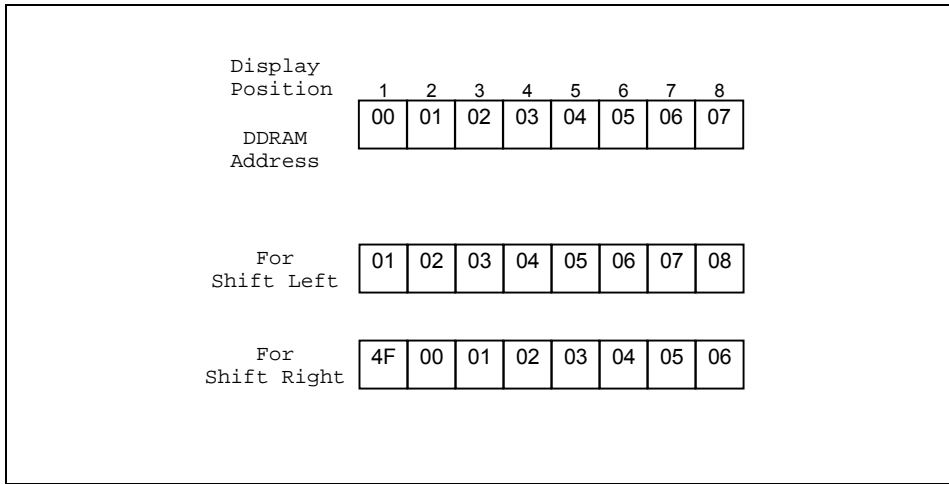 Display
Position 1 2 3 4 5 6 7 8
00 01 02 03 04 05 06 07
DDRAM
Address
For
Shift Left
01 02 03 04 05 06 07 08
For
Shift Right
4F 00 01 02 03 04 05 06